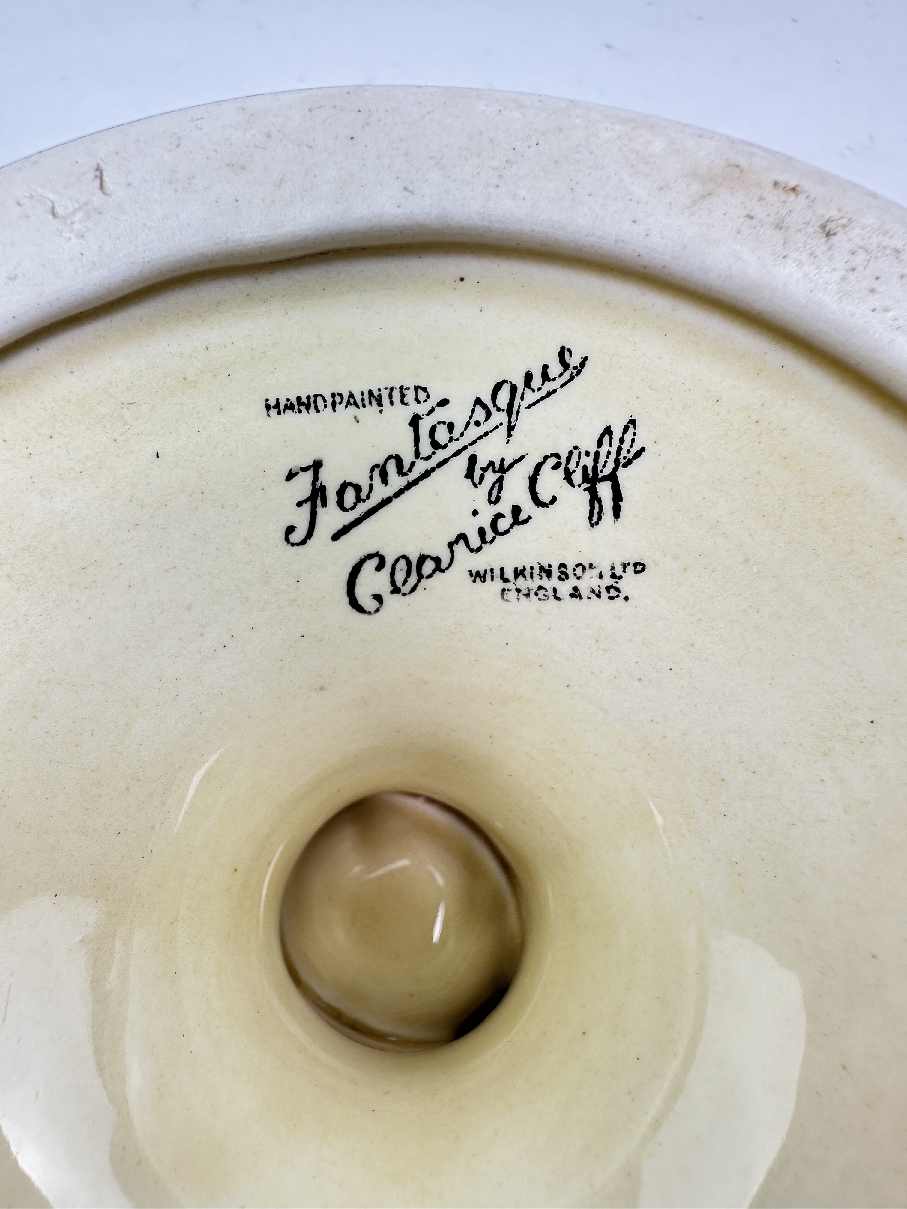 HANDPAINTED
Fantasque
by
Clarice Cliff
WILKINSON LTD
ENGLAND.